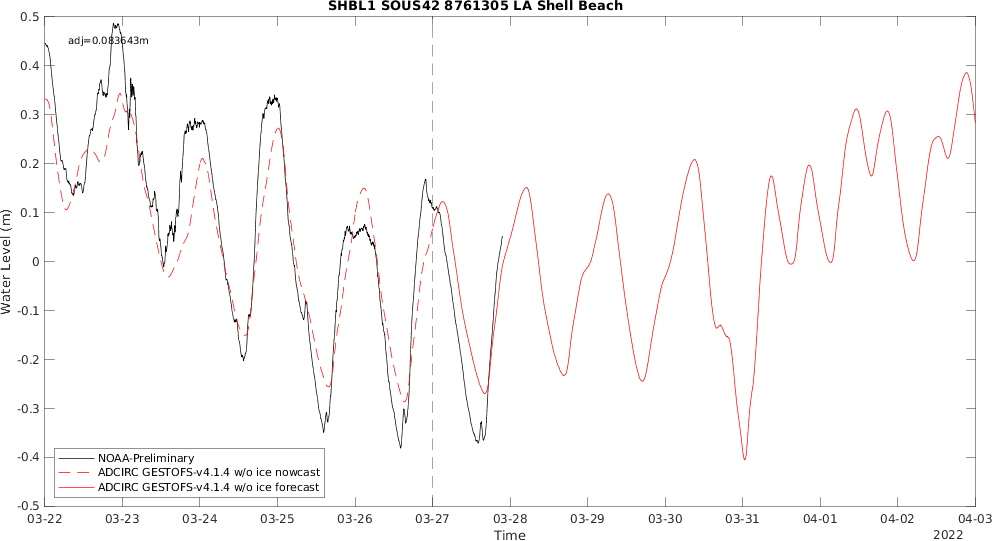 SHBL1 SOUS42 8761305 LA Shell Beach
adj=0.083643m
0.5
0.4
0.3
0.2
0.1
0
-0.1
-0.2
-0.3
-0.4
-0.5
Water Level (m)
NOAA-Preliminary
ADCIRC GESTOFS-v4.1.4 w/o ice nowcast
ADCIRC GESTOFS-v4.1.4 w/o ice forecast
03-22 03-23 03-24 03-25 03-26 03-27 03-28 03-29 03-30 03-31 04-01 04-02 04-03
Time
2022